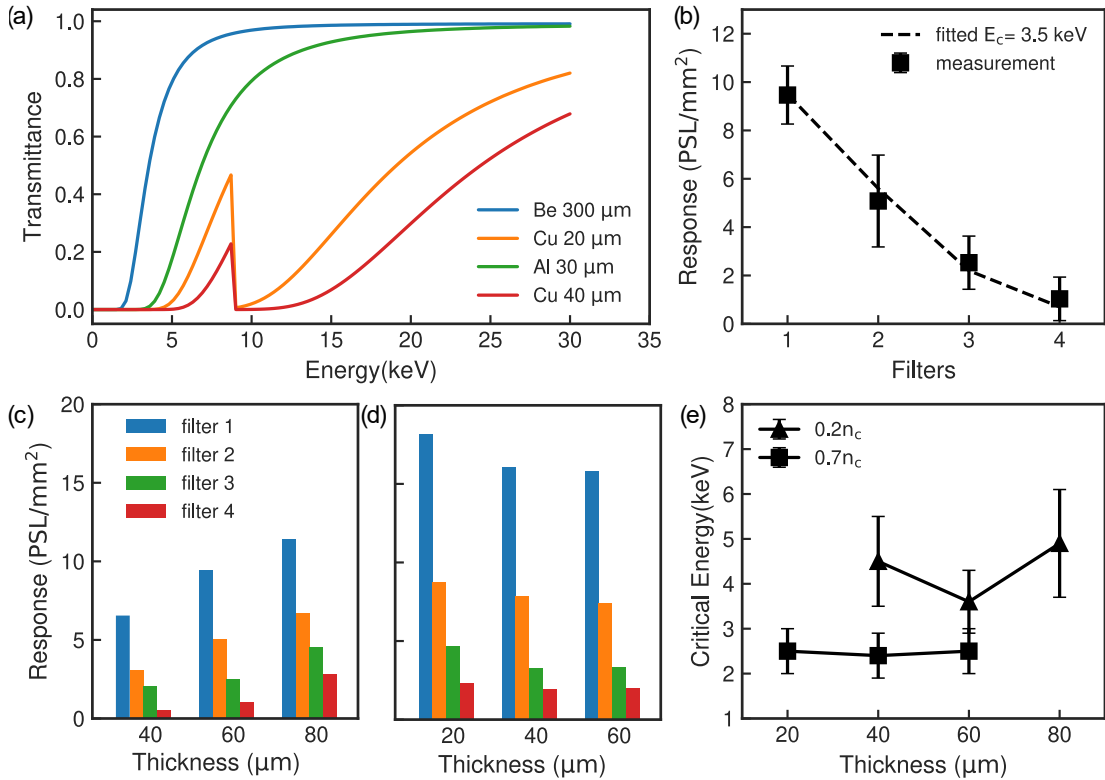 (a)
Transmittance
1.0
0.8
0.6
0.4
0.2
0.0
Be 300 μm
Cu 20 μm
Al 30 μm
Cu 40 μm
0 5 10 15 20 25 30 35
Energy(keV)
(b)
Response (PSL/mm²)
12
10
8
6
4
2
0
fitted E_c= 3.5 keV
measurement
1 2 3 4
Filters
(c)
Response (PSL/mm²)
20
15
10
5
0
filter 1
filter 2
filter 3
filter 4
40 60 80
Thickness (μm)
(d)
20 40 60
Thickness (μm)
(e)
Critical Energy(keV)
8
7
6
5
4
3
2
1
0.2n_c
0.7n_c
20 40 60 80
Thickness (μm)